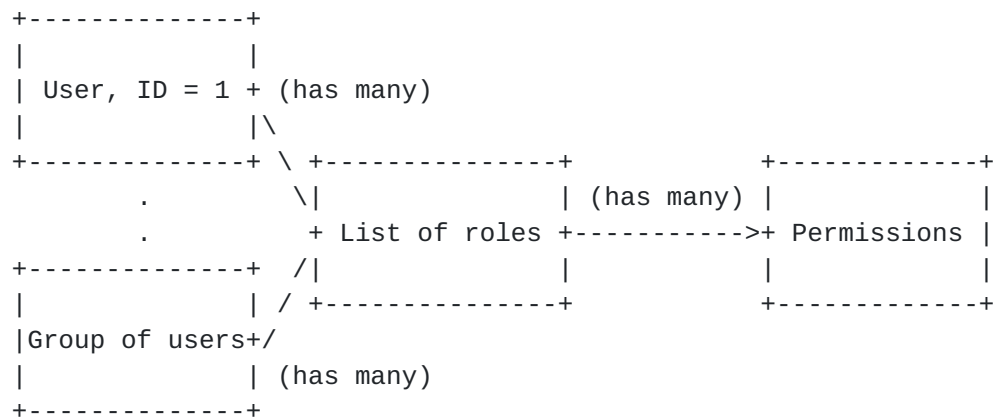 User, ID = 1 (has many)
List of roles (has many) Permissions
Group of users
(has many)